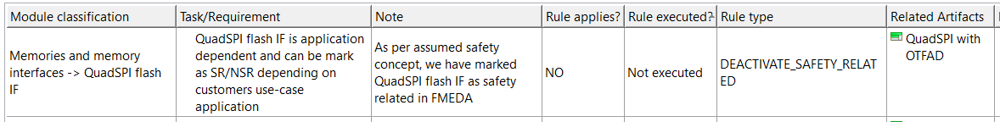 Module classification Task/Requirement Note Rule applies? Rule executed? Rule type Related Artifacts
Memories and memory
interfaces -> QuadSPI flash
IF
QuadSPI flash IF is application
dependent and can be mark
as SR/NSR depending on
customers use-case
application
As per assumed safety
concept, we have marked
QuadSPI flash IF as safety
related in FMEDA
NO
Not executed
DEACTIVATE_SAFETY_RELAT
ED
QuadSPI with
OTFAD